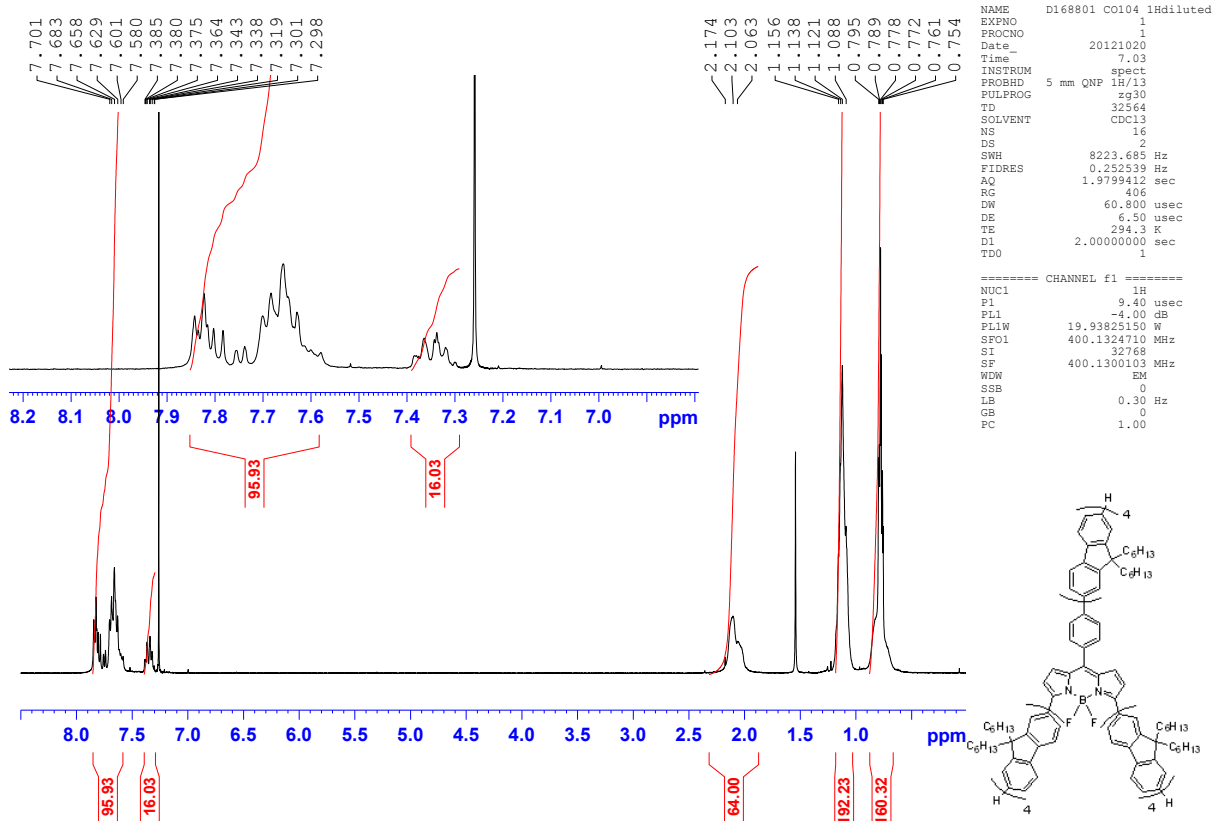 7.701
7.683
7.658
7.629
7.601
7.580
7.385
7.380
7.375
7.364
7.343
7.338
7.319
7.301
7.298
2.174
2.103
2.063
1.156
1.138
1.121
1.088
0.795
0.789
0.778
0.772
0.761
0.754
NAME D168801 CO104 1Hdiluted
EXPNO 1
PROCNO 1
Date_ 20121020
Time 7.03
INSTRUM spect
PROBHD 5 mm QNP 1H/13
PULPROG zg30
TD 32564
SOLVENT CDCl3
NS 16
DS 2
SWH 8223.685 Hz
FIDRES 0.252539 Hz
AQ 1.9799412 sec
RG 406
DW 60.800 usec
DE 6.50 usec
TE 294.3 K
D1 2.00000000 sec
TD0 1
======== CHANNEL f1 ========
NUC1 1H
P1 9.40 usec
PL1 -4.00 dB
PL1W 19.93825150 W
SFO1 400.1324710 MHz
SI 32768
SF 400.1300103 MHz
WDW EM
SSB 0
LB 0.30 Hz
GB 0
PC 1.00
8.2 8.1 8.0 7.9 7.8 7.7 7.6 7.5 7.4 7.3 7.2 7.1 7.0 ppm
95.93 16.03
8.0 7.5 7.0 6.5 6.0 5.5 5.0 4.5 4.0 3.5 3.0 2.5 2.0 1.5 1.0 ppm
95.93 16.03 64.00 192.23 160.32
H
4
C6H13
C6H13
N B N
F F
C6H13 C6H13
C6H13 C6H13
H 4 4 H